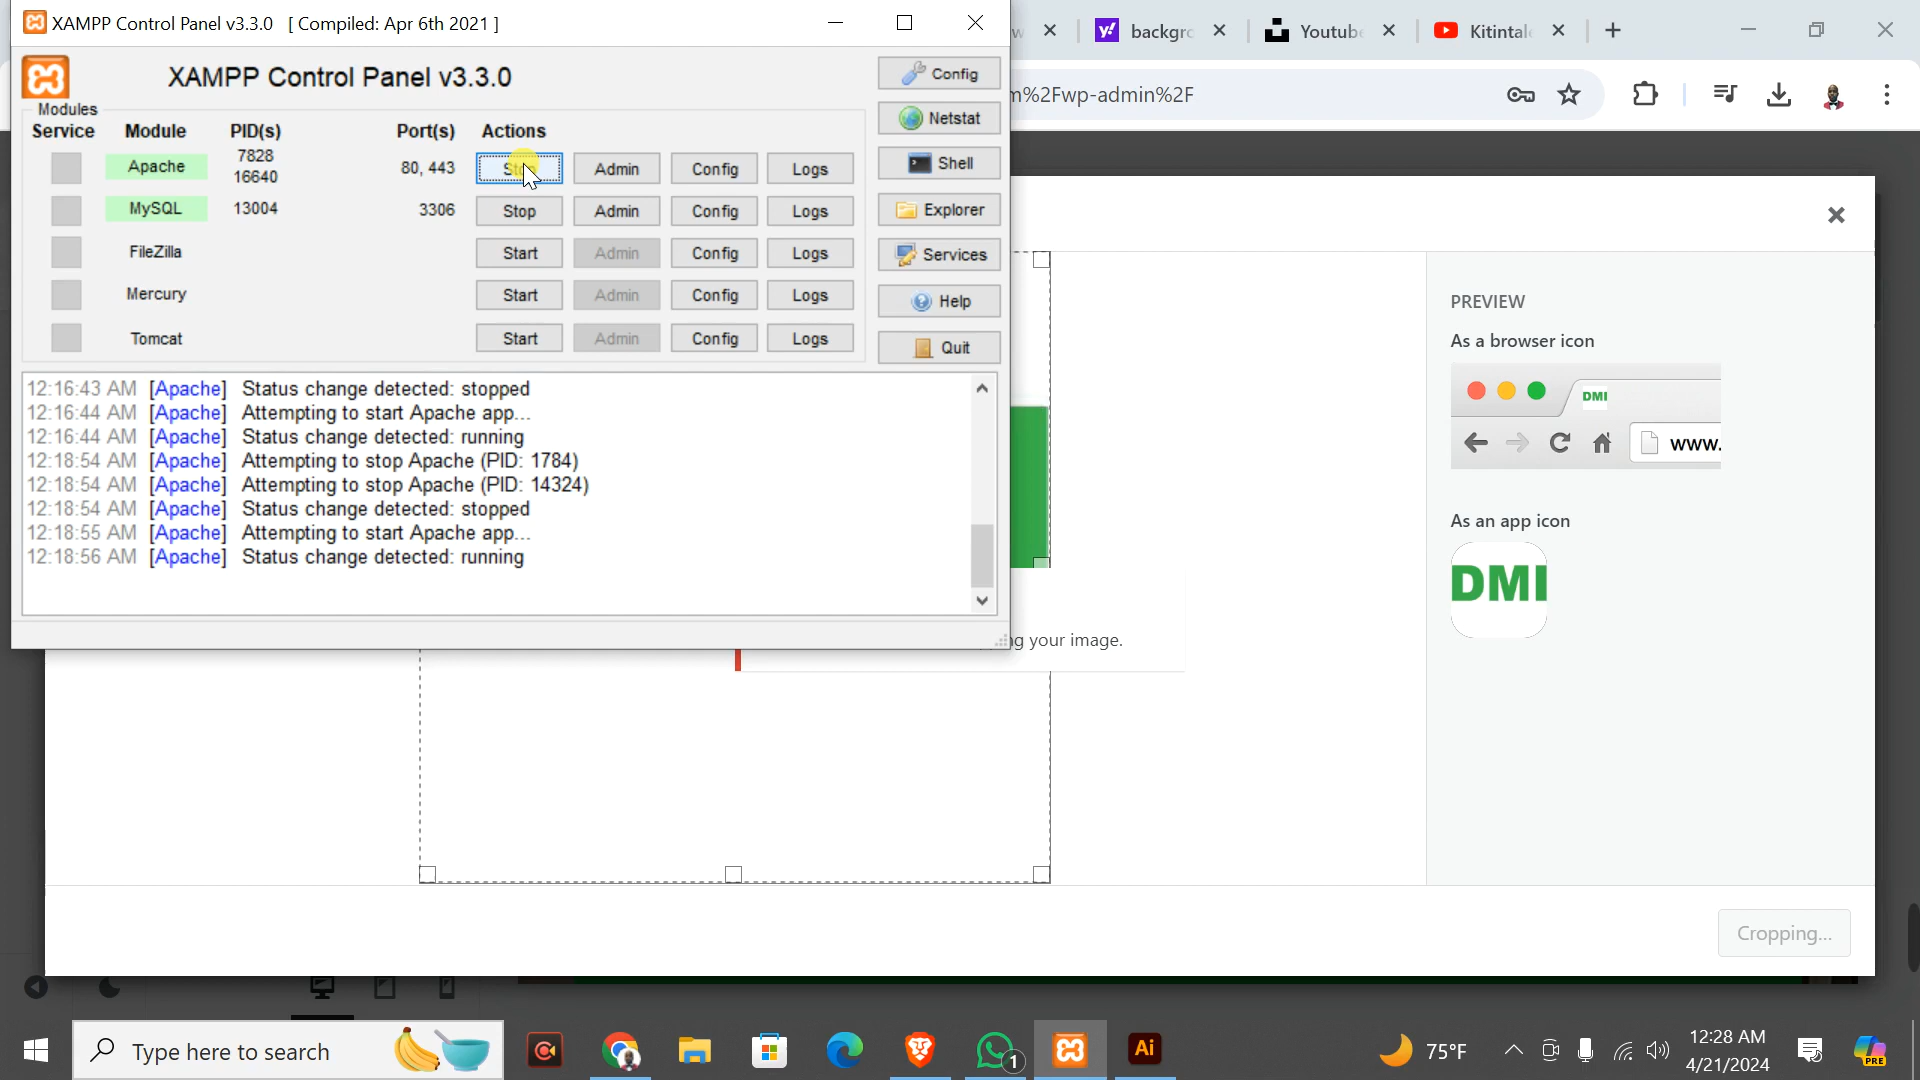 XAMPP Control Panel v3.3.0 [ Compiled: Apr 6th 2021 ]
backgro
Youtube
Kitintal
XAMPP Control Panel v3.3.0
Config
m%2Fwp-admin%2F
Modules
Service Module PID(s) Port(s) Actions
Netstat
Apache 7828 16640 80, 443 Admin Config Logs
Shell
MySQL 13004 3306 Stop Admin Config Logs
Explorer
FileZilla Start Admin Config Logs
Services
Mercury Start Admin Config Logs
Help
Tomcat Start Admin Config Logs
Quit
12:16:43 AM [Apache] Status change detected: stopped
12:16:44 AM [Apache] Attempting to start Apache app...
12:16:44 AM [Apache] Status change detected: running
12:18:54 AM [Apache] Attempting to stop Apache (PID: 1784)
12:18:54 AM [Apache] Attempting to stop Apache (PID: 14324)
12:18:54 AM [Apache] Status change detected: stopped
12:18:55 AM [Apache] Attempting to start Apache app...
12:18:56 AM [Apache] Status change detected: running
PREVIEW
As a browser icon
DMI
www.
As an app icon
DMI
ng your image.
Cropping...
Type here to search
1
Ai
75°F
12:28 AM
4/21/2024
PRE